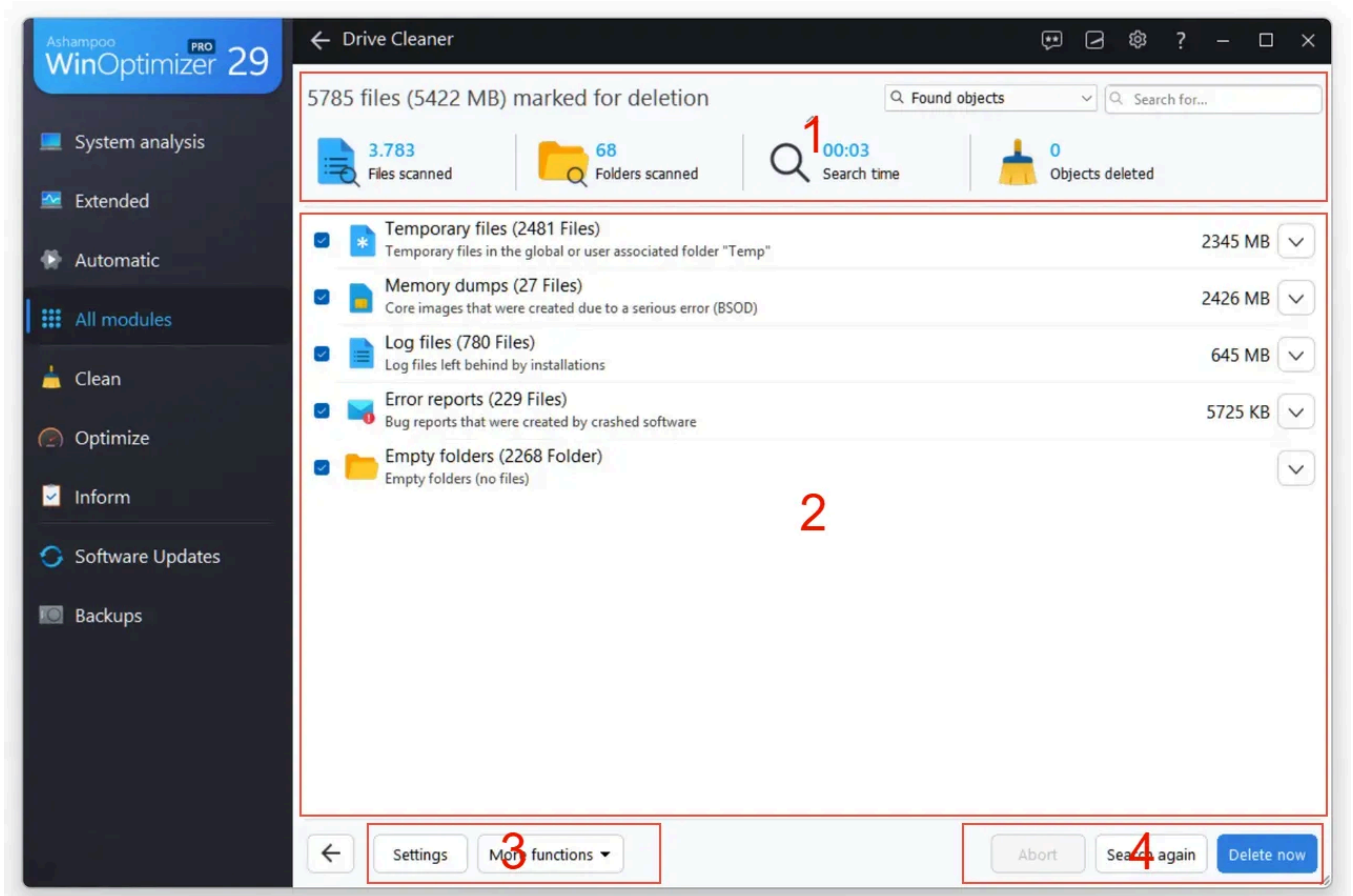 Ashampoo
WinOptimizer PRO 29
Drive Cleaner
?
System analysis
Extended
Automatic
All modules
Clean
Optimize
Inform
Software Updates
Backups
5785 files (5422 MB) marked for deletion
Found objects
Search for...
1
3.783
Files scanned
68
Folders scanned
00:03
Search time
0
Objects deleted
Temporary files (2481 Files)
Temporary files in the global or user associated folder "Temp"
2345 MB
Memory dumps (27 Files)
Core images that were created due to a serious error (BSOD)
2426 MB
Log files (780 Files)
Log files left behind by installations
645 MB
Error reports (229 Files)
Bug reports that were created by crashed software
5725 KB
Empty folders (2268 Folder)
Empty folders (no files)
2
Settings
More functions
3
Abort
Search again
4
Delete now